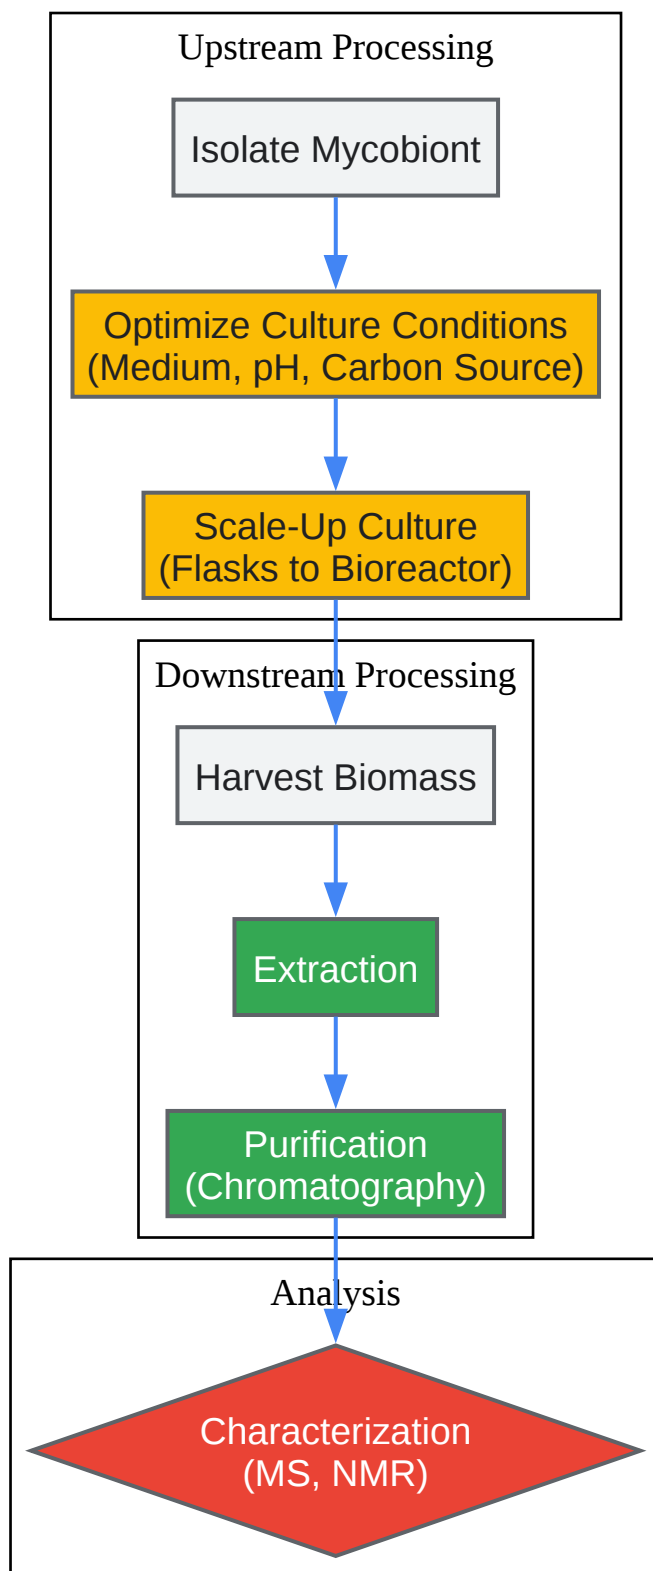 Upstream Processing
Isolate Mycobiont
Optimize Culture Conditions
(Medium, pH, Carbon Source)
Scale-Up Culture
(Flasks to Bioreactor)
Downstream Processing
Harvest Biomass
Extraction
Purification
(Chromatography)
Analysis
Characterization
(MS, NMR)